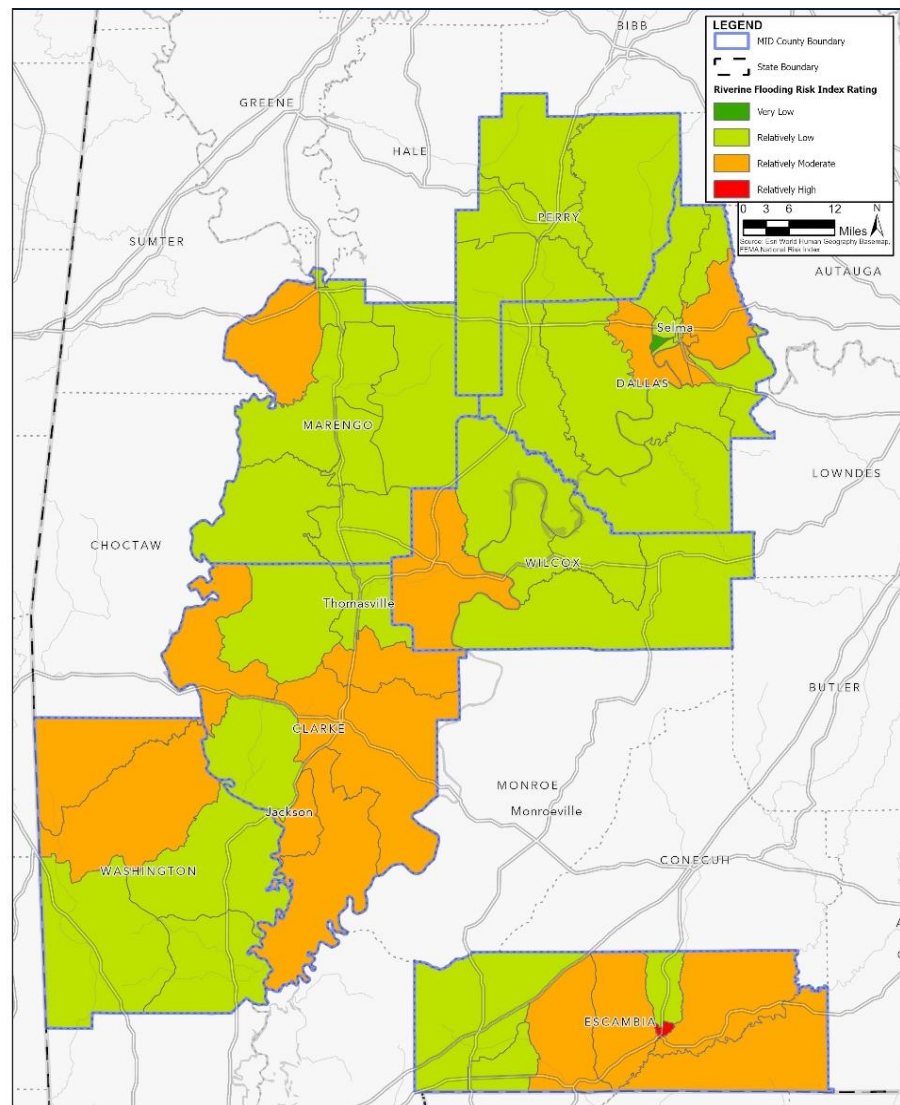 LEGEND
MID County Boundary
State Boundary
Riverine Flooding Risk Index Rating
Very Low
Relatively Low
Relatively Moderate
Relatively High
0 3 6 12
Miles
N
Source: Esri World Human Geography Basemap,
FEMA National Risk Index
BIBB
GREENE
HALE
PERRY
SUMTER
AUTAUGA
Selma
DALLAS
MARENGO
LOWNDES
CHOCTAW
WILCOX
Thomasville
BUTLER
CLARKE
MONROE
Monroeville
Jackson
CONECUH
WASHINGTON
ESCAMBIA